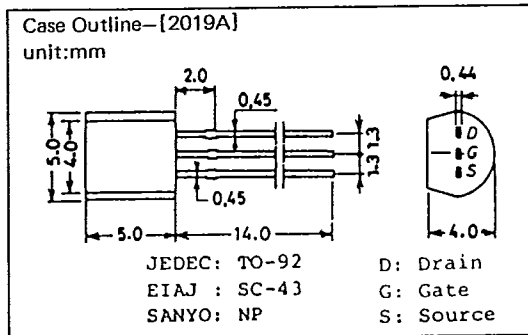 Case Outline–[2019A]
unit:mm
2.0
0,45
0,44
5.0
4.0
1.3
1.3
D
G
S
0,45
5.0
14.0
4.0
JEDEC: TO-92
EIAJ : SC-43
SANYO: NP
D: Drain
G: Gate
S: Source